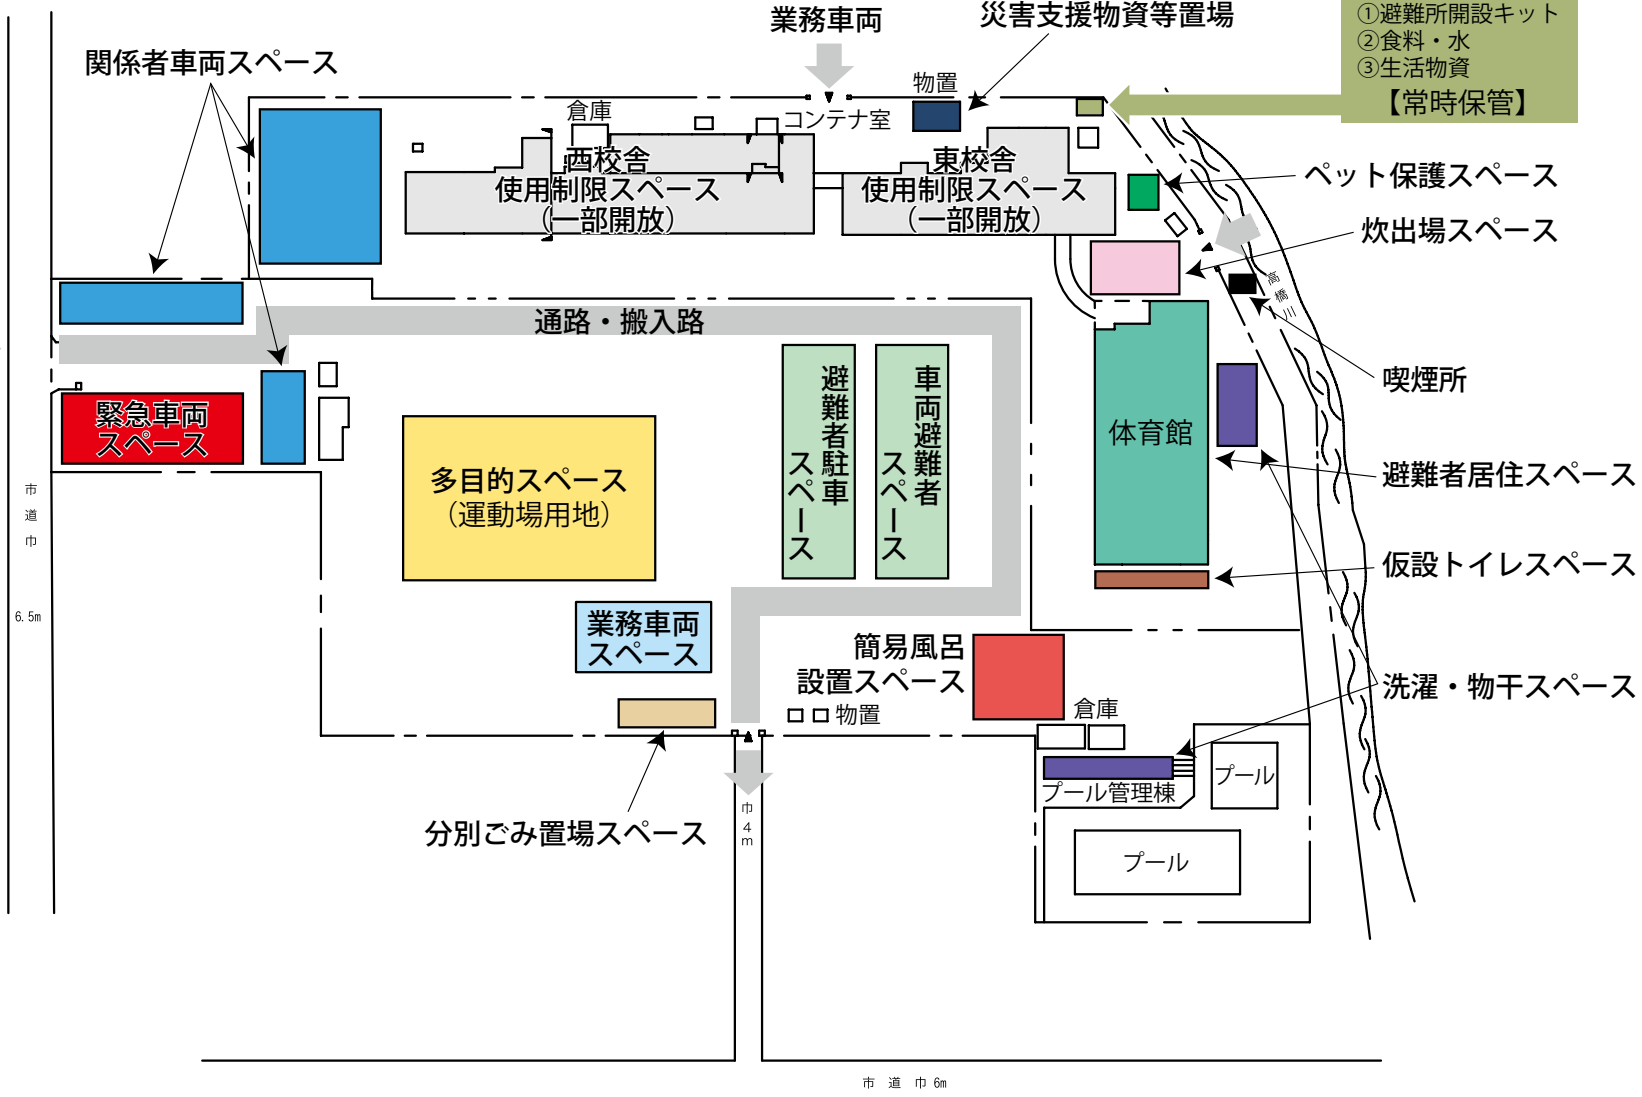 業務車両
災害支援物資等置場
①避難所開設キット
②食料・水
③生活物資
【常時保管】
関係者車両スペース
物置
倉庫
コンテナ室
西校舎
使用制限スペース
（一部開放）
東校舎
使用制限スペース
（一部開放）
ペット保護スペース
炊出場スペース
高橋川
通路・搬入路
喫煙所
緊急車両
スペース
多目的スペース
（運動場用地）
避難者駐車
スペース
車両避難者
スペース
体育館
避難者居住スペース
市道巾
6.5m
仮設トイレスペース
業務車両
スペース
簡易風呂
設置スペース
物置
倉庫
洗濯・物干スペース
プール
プール管理棟
分別ごみ置場スペース
巾4m
プール
市 道 巾 6m